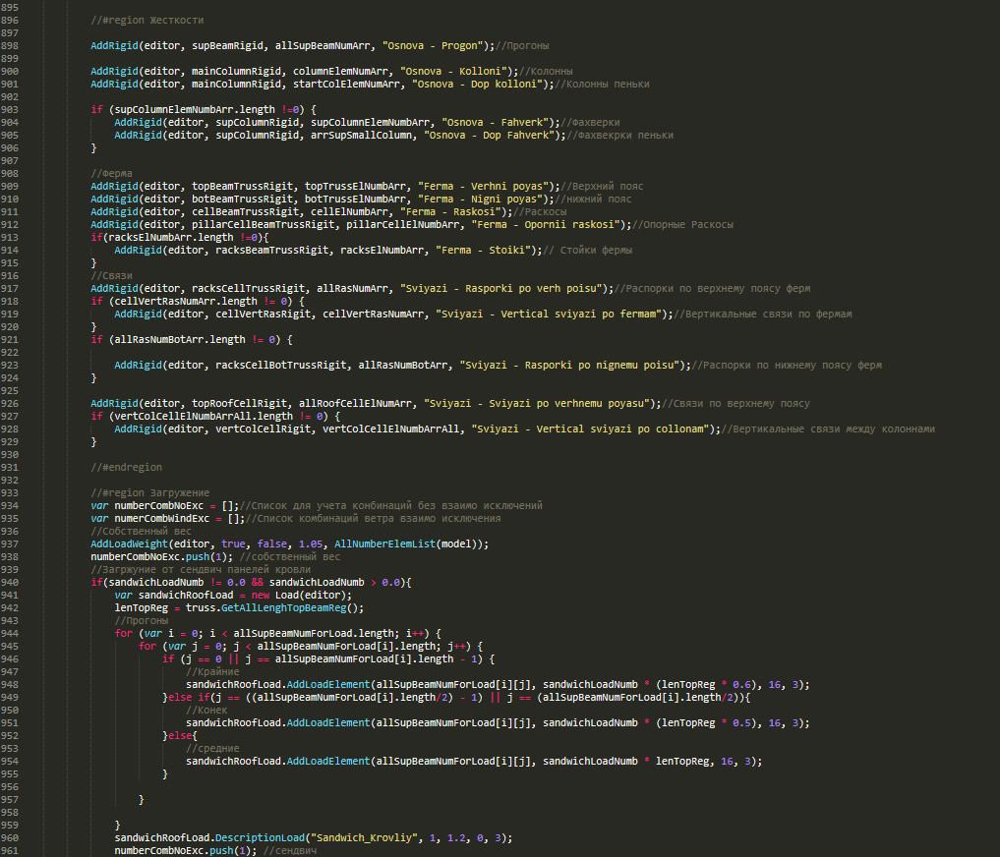 895
896 //#region Жесткости
897
898 AddRigid(editor, supBeamRigid, allSupBeamNumArr, "Osnova - Progon");//Прогоны
899
900 AddRigid(editor, mainColumnRigid, columnElemNumArr, "Osnova - Kolloni");//Колонны
901 AddRigid(editor, mainColumnRigid, startColElemNumArr, "Osnova - Dop kolloni");//Колонны пеньки
902
903 if (supColumnElemNumbArr.length !=0) {
904 AddRigid(editor, supColumnRigid, supColumnElemNumbArr, "Osnova - Fahverk");//Фахверки
905 AddRigid(editor, supColumnRigid, arrSupSmallColumn, "Osnova - Dop Fahverk");//Фахвекрки пеньки
906 }
907
908 //Ферма
909 AddRigid(editor, topBeamTrussRigit, topTrussElNumbArr, "Ferma - Verhni poyas");//Верхний пояс
910 AddRigid(editor, botBeamTrussRigit, botTrussElNumbArr, "Ferma - Nigni poyas");//нижний пояс
911 AddRigid(editor, cellBeamTrussRigit, cellElNumbArr, "Ferma - Raskosi");//Раскосы
912 AddRigid(editor, pillarCellBeamTrussRigit, pillarCellElNumbArr, "Ferma - Opornii raskosi");//Опорные Раскосы
913 if(racksElNumbArr.length !=0){
914 AddRigid(editor, racksBeamTrussRigit, racksElNumbArr, "Ferma - Stoiki");// Стойки фермы
915 }
916 //Связи
917 AddRigid(editor, racksCellTrussRigit, allRasNumArr, "Sviyazi - Rasporki po verh poisu");//Распорки по верхнему поясу ферм
918 if (cellVertRasNumArr.length != 0) {
919 AddRigid(editor, cellVertRasRigit, cellVertRasNumArr, "Sviyazi - Vertical sviyazi po fermam");//Вертикальные связи по фермам
920 }
921 if (allRasNumBotArr.length != 0) {
922
923 AddRigid(editor, racksCellBotTrussRigit, allRasNumBotArr, "Sviyazi - Rasporki po nignemu poisu");//Распорки по нижнему поясу ферм
924 }
925
926 AddRigid(editor, topRoofCellRigit, allRoofCellElNumArr, "Sviyazi - Sviyazi po verhnemu poyasu");//Связи по верхнему поясу
927 if (vertColCellElNumbArrAll.length != 0) {
928 AddRigid(editor, vertColCellRigit, vertColCellElNumbArrAll, "Sviyazi - Vertical sviyazi po collonam");//Вертикальные связи между колоннами
929 }
930
931 //#endregion
932
933 //#region Загружение
934 var numberCombNoExc = [];//Список для учета конбинаций без взаимо исключений
935 var numerCombWindExc = [];//Список комбинаций ветра взаимо исключения
936 //Собственный вес
937 AddLoadWeight(editor, true, false, 1.05, AllNumberElemList(model));
938 numberCombNoExc.push(1); //собственный вес
939 //Загржуние от сендвич панелей кровли
940 if(sandwichLoadNumb != 0.0 && sandwichLoadNumb > 0.0){
941 var sandwichRoofLoad = new Load(editor);
942 lenTopReg = truss.GetAllLenghTopBeamReg();
943 //Прогоны
944 for (var i = 0; i < allSupBeamNumForLoad.length; i++) {
945 for (var j = 0; j < allSupBeamNumForLoad[i].length; j++) {
946 if (j == 0 || j == allSupBeamNumForLoad[i].length - 1) {
947 //Крайние
948 sandwichRoofLoad.AddLoadElement(allSupBeamNumForLoad[i][j], sandwichLoadNumb * (lenTopReg * 0.6), 16, 3);
949 }else if(j == ((allSupBeamNumForLoad[i].length/2) - 1) || j == (allSupBeamNumForLoad[i].length/2)){
950 //Конек
951 sandwichRoofLoad.AddLoadElement(allSupBeamNumForLoad[i][j], sandwichLoadNumb * (lenTopReg * 0.5), 16, 3);
952 }else{
953 //средние
954 sandwichRoofLoad.AddLoadElement(allSupBeamNumForLoad[i][j], sandwichLoadNumb * lenTopReg, 16, 3);
955 }
956
957 }
958
959 }
960 sandwichRoofLoad.DescriptionLoad("Sandwich_Krovliy", 1, 1.2, 0, 3);
961 numberCombNoExc.push(1); //сендвич